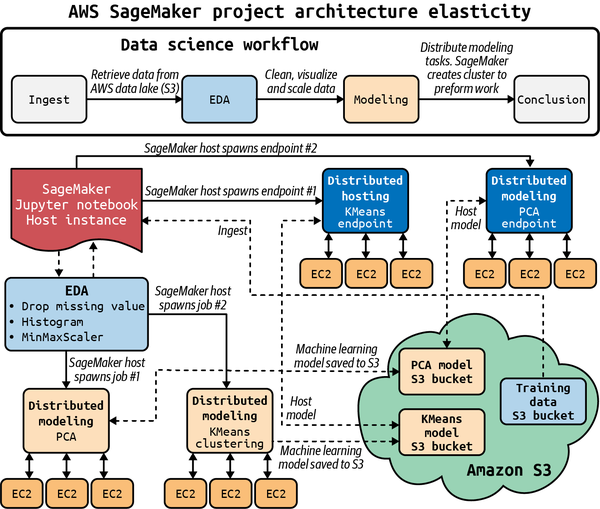 AWS SageMaker project architecture elasticity
Data science workflow
Ingest
Retrieve data from
AWS data lake (S3)
EDA
Clean, visualize
and scale data
Modeling
Distribute modeling
tasks. SageMaker
creates cluster to
preform work
Conclusion
SageMaker host spawns endpoint #2
SageMaker
Jupyter notebook
Host instance
SageMaker host spawns endpoint #1
Ingest
Distributed
hosting
KMeans
endpoint
Host
model
Distributed
modeling
PCA
endpoint
EC2
EC2
EC2
EC2
EC2
EC2
EDA
• Drop missing value
• Histogram
• MinMaxScaler
SageMaker host
spawns job #2
SageMaker host
spawns job #1
Machine learning
model saved to S3
PCA model
S3 bucket
Training
data
S3 bucket
Distributed
modeling
PCA
Distributed
modeling
KMeans
clustering
Host
model
KMeans
model
S3 bucket
Machine learning
model saved to S3
Amazon S3
EC2
EC2
EC2
EC2
EC2
EC2